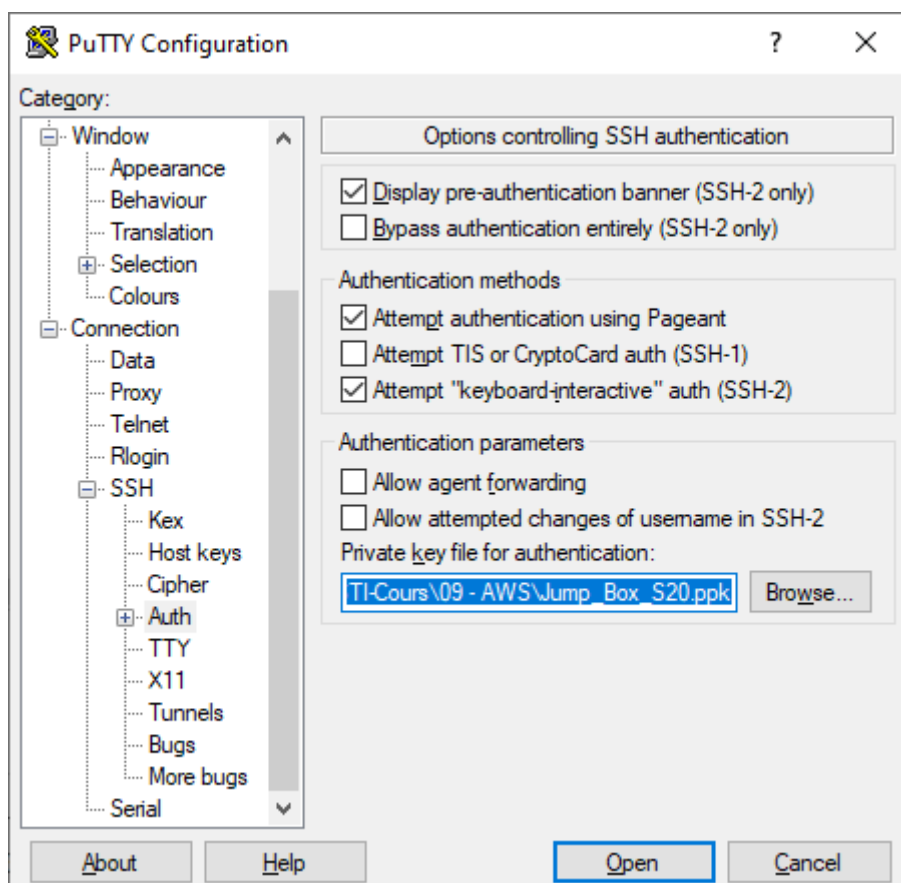 PuTTY Configuration
?
Category:
Window
Appearance
Behaviour
Translation
Selection
Colours
Connection
Data
Proxy
Telnet
Rlogin
SSH
Kex
Host keys
Cipher
Auth
TTY
X11
Tunnels
Bugs
More bugs
Serial
Options controlling SSH authentication
Display pre-authentication banner (SSH-2 only)
Bypass authentication entirely (SSH-2 only)
Authentication methods
Attempt authentication using Pageant
Attempt TIS or CryptoCard auth (SSH-1)
Attempt "keyboard-interactive" auth (SSH-2)
Authentication parameters
Allow agent forwarding
Allow attempted changes of username in SSH-2
Private key file for authentication:
TI-Cours\09 - AWS\Jump_Box_S20.ppk
Browse...
About
Help
Open
Cancel